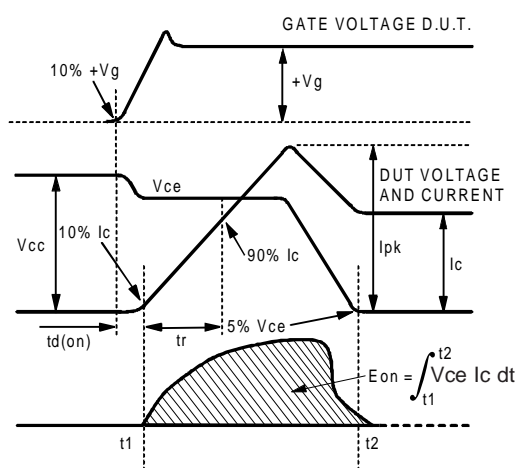 GATE VOLTAGE D.U.T.
10% +Vg
+Vg
Vce
DUT VOLTAGE
AND CURRENT
Vcc
10% Ic
90% Ic
Ipk
Ic
5% Vce
td(on)
tr
Eon = ∫ Vce Ic dt
t2
t1
t1
t2